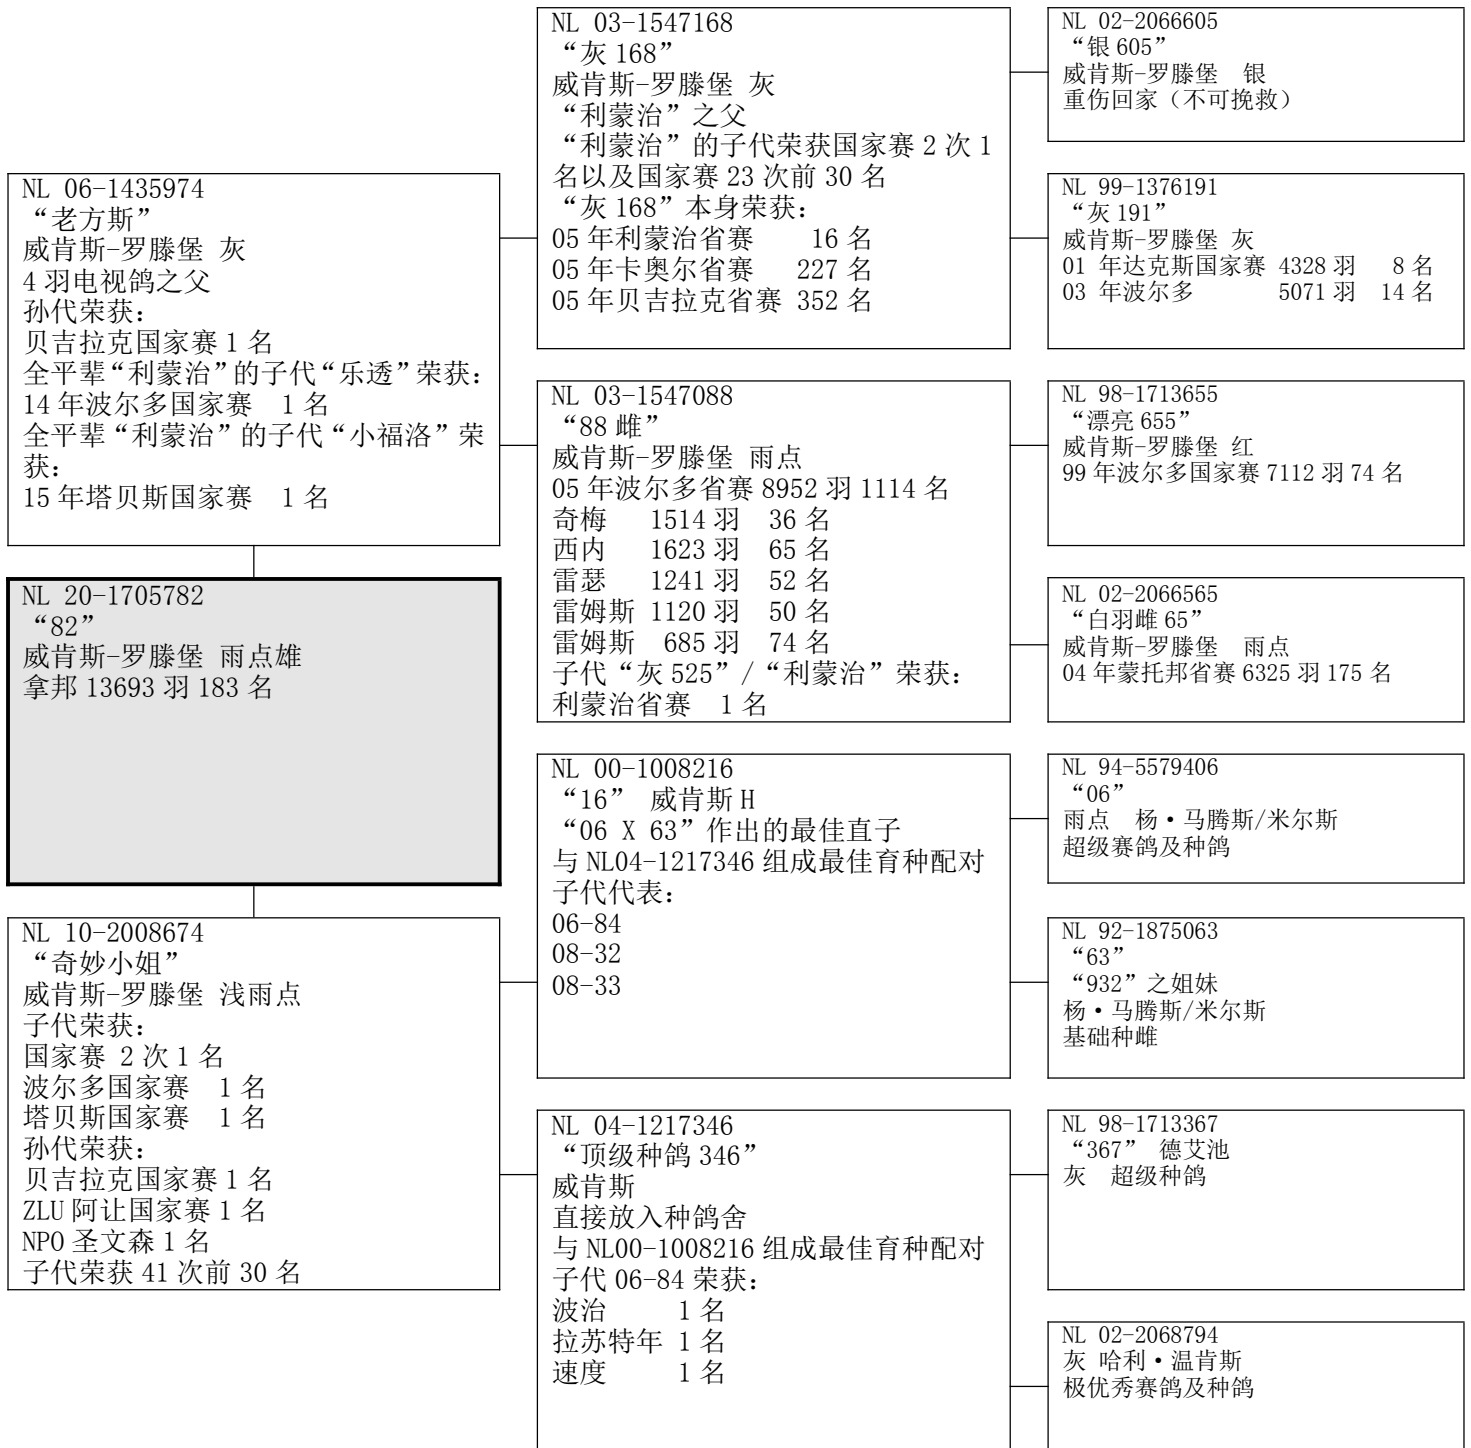 NL 06-1435974
“老方斯”
威肯斯-罗滕堡 灰
4 羽电视鸽之父
孙代荣获：
贝吉拉克国家赛 1 名
全平辈“利蒙治”的子代“乐透”荣获：
14 年波尔多国家赛 1 名
全平辈“利蒙治”的子代“小福洛”荣
获：
15 年塔贝斯国家赛 1 名
NL 20-1705782
“82”
威肯斯-罗滕堡 雨点雄
拿邦 13693 羽 183 名
NL 10-2008674
“奇妙小姐”
威肯斯-罗滕堡 浅雨点
子代荣获：
国家赛 2 次 1 名
波尔多国家赛 1 名
塔贝斯国家赛 1 名
孙代荣获：
贝吉拉克国家赛 1 名
ZLU 阿让国家赛 1 名
NPO 圣文森 1 名
子代荣获 41 次前 30 名
NL 03-1547168
“灰 168”
威肯斯-罗滕堡 灰
“利蒙治”之父
“利蒙治”的子代荣获国家赛 2 次 1
名以及国家赛 23 次前 30 名
“灰 168”本身荣获：
05 年利蒙治省赛 16 名
05 年卡奥尔省赛 227 名
05 年贝吉拉克省赛 352 名
NL 03-1547088
“88 雌”
威肯斯-罗滕堡 雨点
05 年波尔多省赛 8952 羽 1114 名
奇梅 1514 羽 36 名
西内 1623 羽 65 名
雷瑟 1241 羽 52 名
雷姆斯 1120 羽 50 名
雷姆斯 685 羽 74 名
子代“灰 525”/“利蒙治”荣获：
利蒙治省赛 1 名
NL 00-1008216
“16” 威肯斯 H
“06 X 63”作出的最佳直子
与 NL04-1217346 组成最佳育种配对
子代代表：
06-84
08-32
08-33
NL 04-1217346
“顶级种鸽 346”
威肯斯
直接放入种鸽舍
与 NL00-1008216 组成最佳育种配对
子代 06-84 荣获：
波治 1 名
拉苏特年 1 名
速度 1 名
NL 02-2066605
“银 605”
威肯斯-罗滕堡 银
重伤回家（不可挽救）
NL 99-1376191
“灰 191”
威肯斯-罗滕堡 灰
01 年达克斯国家赛 4328 羽 8 名
03 年波尔多 5071 羽 14 名
NL 98-1713655
“漂亮 655”
威肯斯-罗滕堡 红
99 年波尔多国家赛 7112 羽 74 名
NL 02-2066565
“白羽雌 65”
威肯斯-罗滕堡 雨点
04 年蒙托邦省赛 6325 羽 175 名
NL 94-5579406
“06”
雨点 杨•马腾斯/米尔斯
超级赛鸽及种鸽
NL 92-1875063
“63”
“932”之姐妹
杨•马腾斯/米尔斯
基础种雌
NL 98-1713367
“367” 德艾池
灰 超级种鸽
NL 02-2068794
灰 哈利•温肯斯
极优秀赛鸽及种鸽